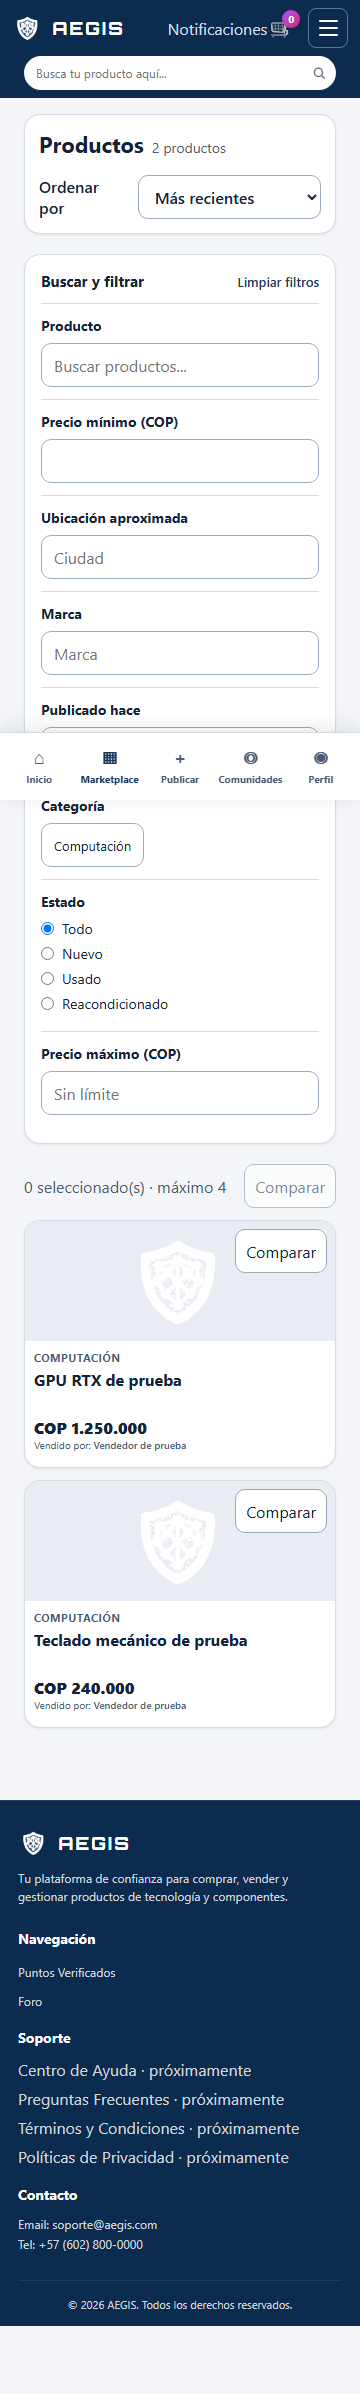 AEGIS
Notificaciones
0
Busca tu producto aquí...
Productos 2 productos
Ordenar por
Más recientes
Buscar y filtrar
Limpiar filtros
Producto
Buscar productos...
Precio mínimo (COP)
Ubicación aproximada
Ciudad
Marca
Marca
Publicado hace
Inicio
Marketplace
Publicar
Comunidades
Perfil
Categoría
Computación
Estado
Todo
Nuevo
Usado
Reacondicionado
Precio máximo (COP)
Sin límite
0 seleccionado(s) · máximo 4
Comparar
Comparar
COMPUTACIÓN
GPU RTX de prueba
COP 1.250.000
Vendido por: Vendedor de prueba
Comparar
COMPUTACIÓN
Teclado mecánico de prueba
COP 240.000
Vendido por: Vendedor de prueba
AEGIS
Tu plataforma de confianza para comprar, vender y
gestionar productos de tecnología y componentes.
Navegación
Puntos Verificados
Foro
Soporte
Centro de Ayuda · próximamente
Preguntas Frecuentes · próximamente
Términos y Condiciones · próximamente
Políticas de Privacidad · próximamente
Contacto
Email: soporte@aegis.com
Tel: +57 (602) 800-0000
© 2026 AEGIS. Todos los derechos reservados.